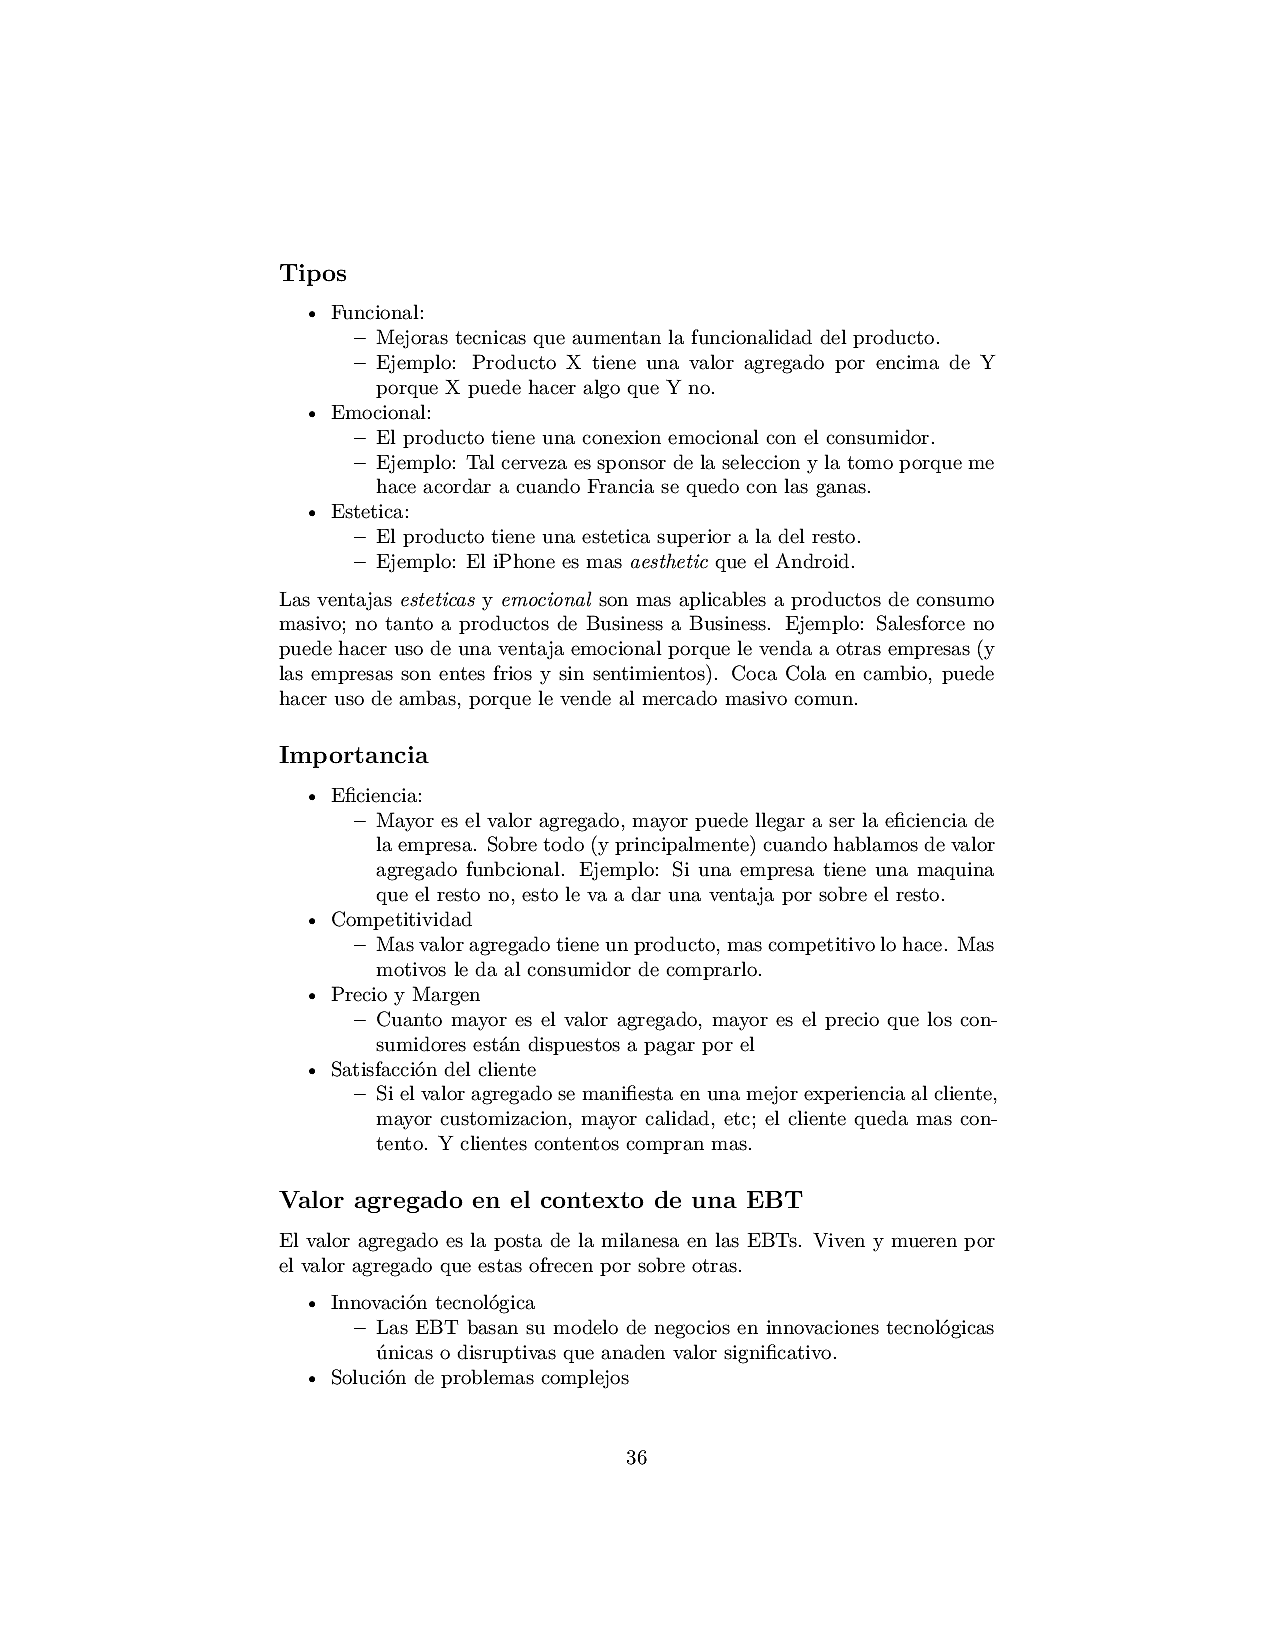 Tipos
• Funcional:
– Mejoras tecnicas que aumentan la funcionalidad del producto.
– Ejemplo: Producto X tiene una valor agregado por encima de Y
porque X puede hacer algo que Y no.
• Emocional:
– El producto tiene una conexion emocional con el consumidor.
– Ejemplo: Tal cerveza es sponsor de la seleccion y la tomo porque me
hace acordar a cuando Francia se quedo con las ganas.
• Estetica:
– El producto tiene una estetica superior a la del resto.
– Ejemplo: El iPhone es mas aesthetic que el Android.
Las ventajas esteticas y emocional son mas aplicables a productos de consumo
masivo; no tanto a productos de Business a Business. Ejemplo: Salesforce no
puede hacer uso de una ventaja emocional porque le venda a otras empresas (y
las empresas son entes frios y sin sentimientos). Coca Cola en cambio, puede
hacer uso de ambas, porque le vende al mercado masivo comun.
Importancia
• Eficiencia:
– Mayor es el valor agregado, mayor puede llegar a ser la eficiencia de
la empresa. Sobre todo (y principalmente) cuando hablamos de valor
agregado funbcional. Ejemplo: Si una empresa tiene una maquina
que el resto no, esto le va a dar una ventaja por sobre el resto.
• Competitividad
– Mas valor agregado tiene un producto, mas competitivo lo hace. Mas
motivos le da al consumidor de comprarlo.
• Precio y Margen
– Cuanto mayor es el valor agregado, mayor es el precio que los con-
sumidores están dispuestos a pagar por el
• Satisfacción del cliente
– Si el valor agregado se manifiesta en una mejor experiencia al cliente,
mayor customizacion, mayor calidad, etc; el cliente queda mas con-
tento. Y clientes contentos compran mas.
Valor agregado en el contexto de una EBT
El valor agregado es la posta de la milanesa en las EBTs. Viven y mueren por
el valor agregado que estas ofrecen por sobre otras.
• Innovación tecnológica
– Las EBT basan su modelo de negocios en innovaciones tecnológicas
únicas o disruptivas que anaden valor significativo.
• Solución de problemas complejos
36